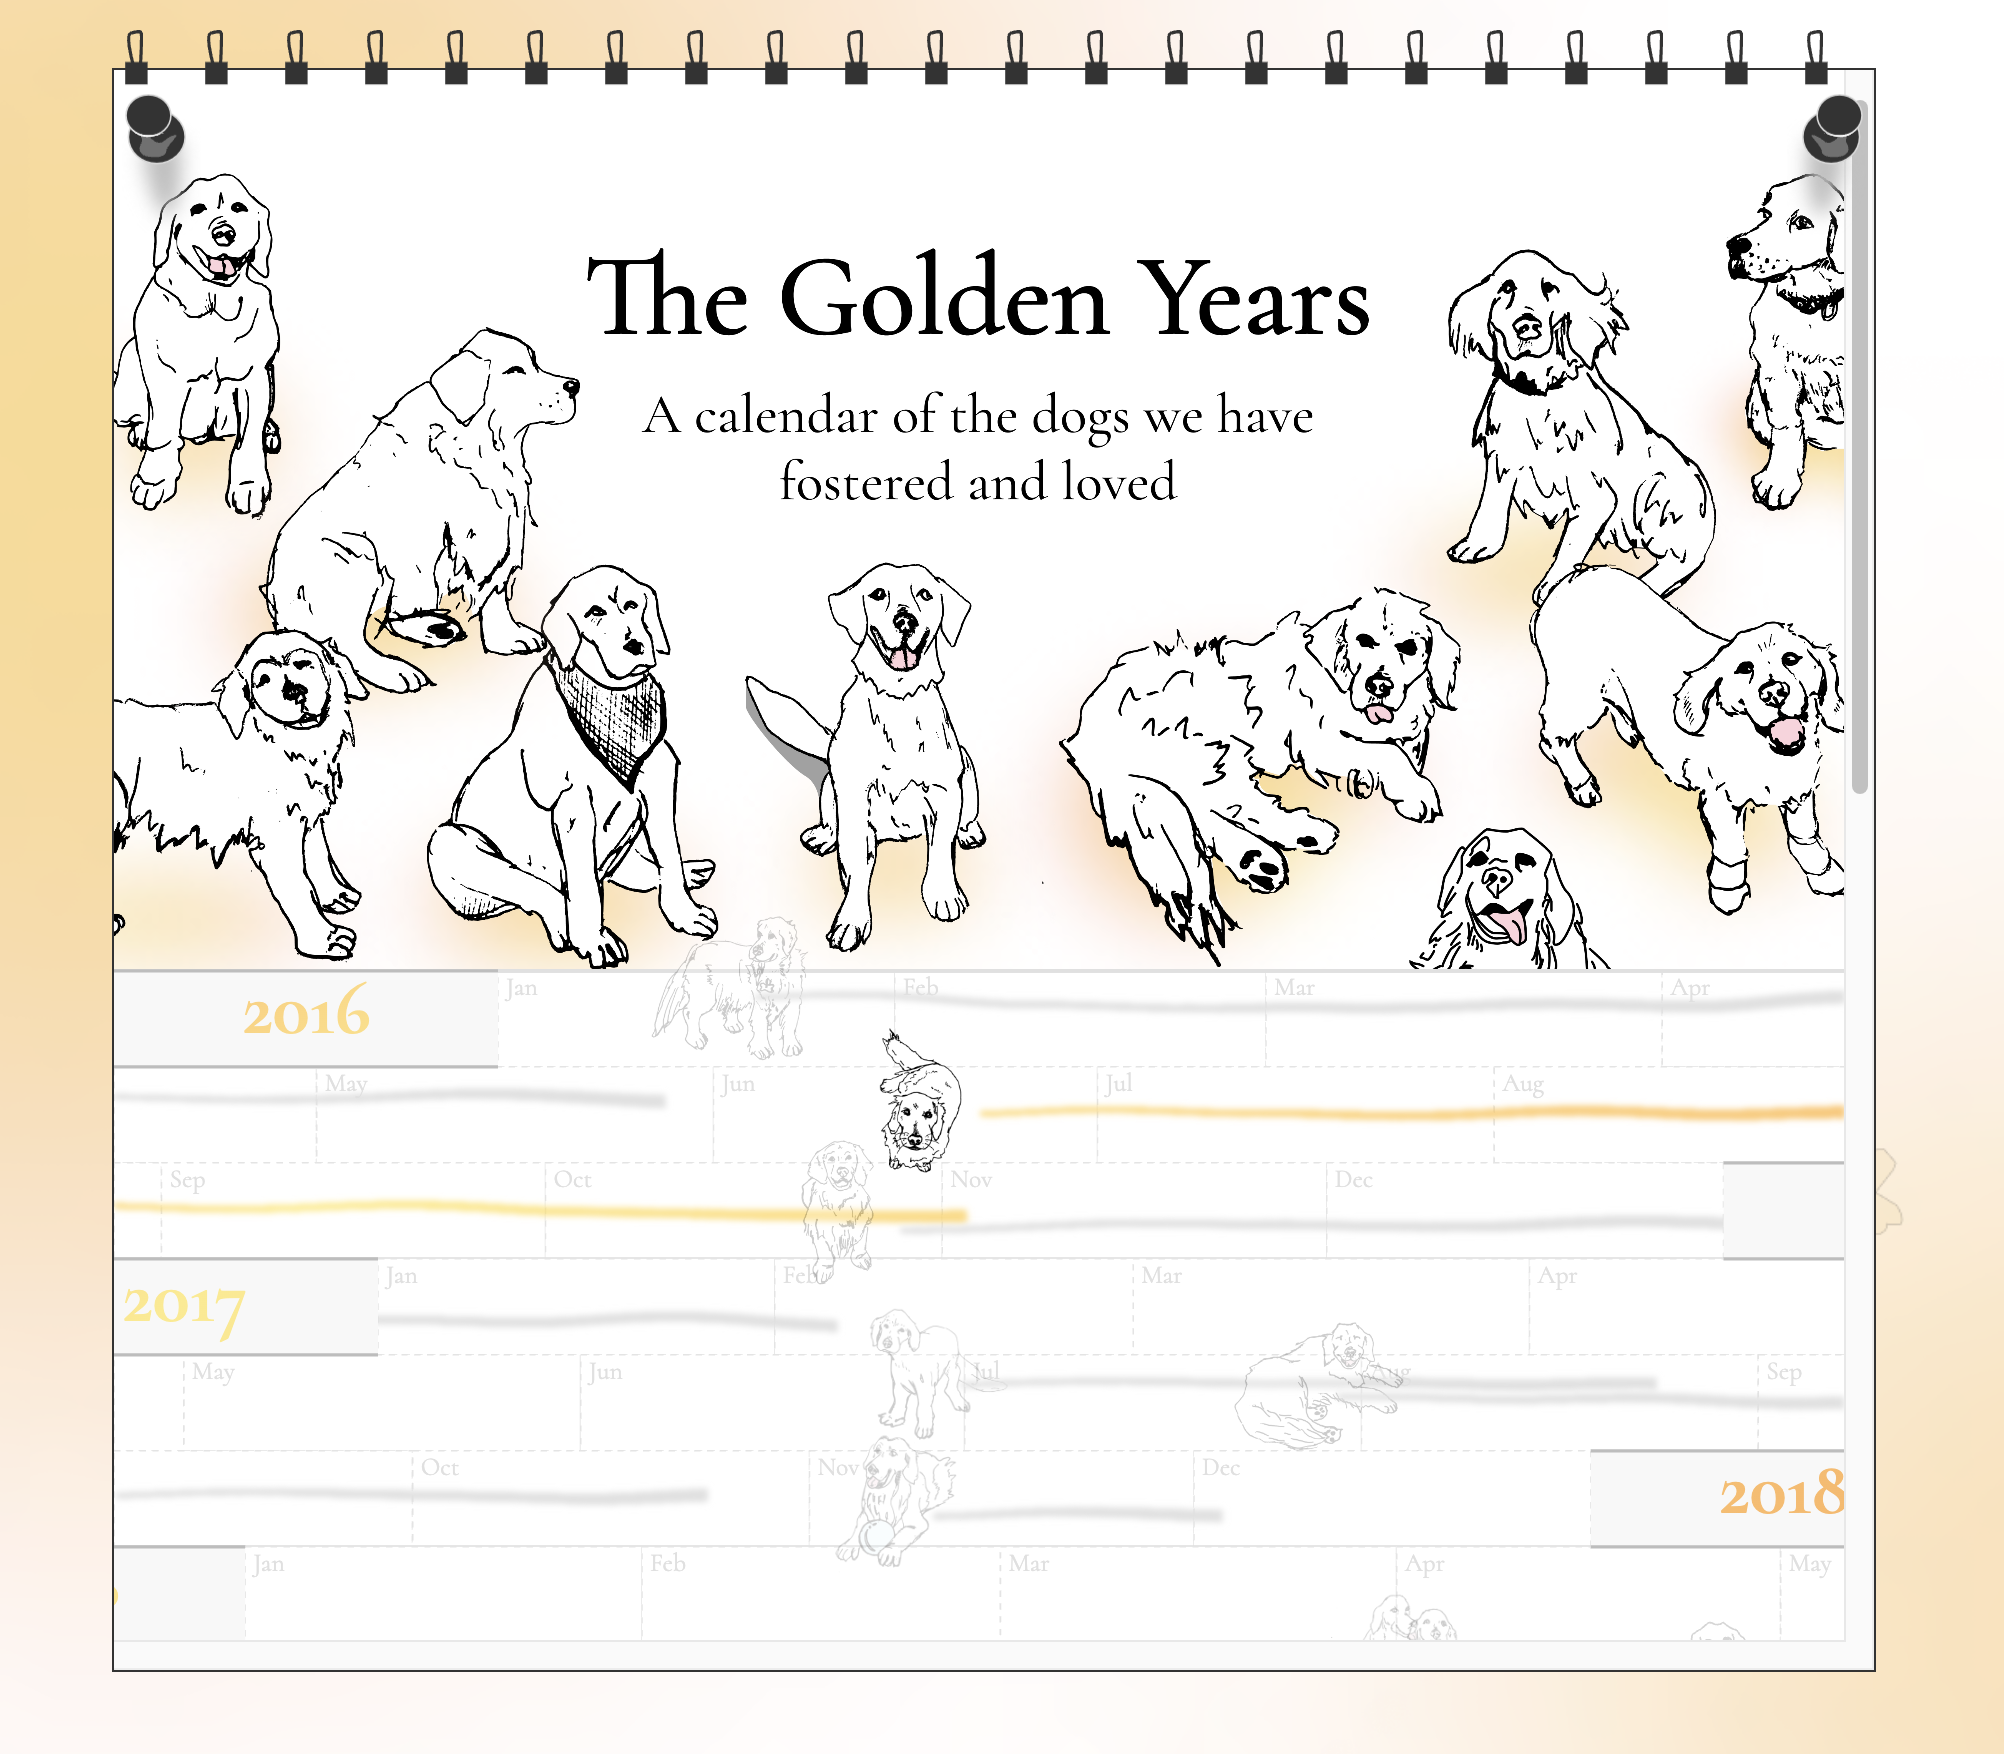 The Golden Years
A calendar of the dogs we have
fostered and loved
2016 Jan Feb Mar Apr
May Jun Jul Aug
Sep Oct Nov Dec
2017 Jan Feb Mar Apr
May Jun Jul Aug Sep
Oct Nov Dec 2018
Jan Feb Mar Apr May